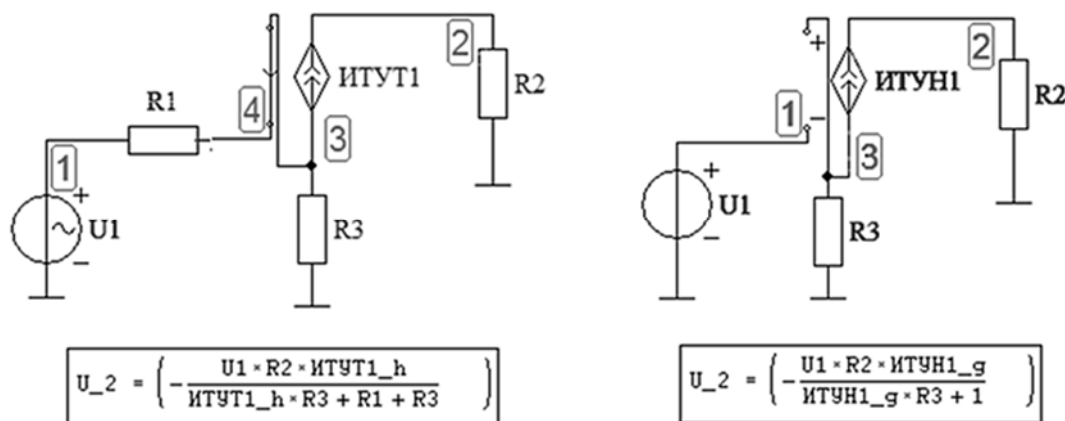 R1
4
ИТУТ1
2
R2
1
+
U1
−
3
R3
U_2 = (-U1×R2×ИТУТ1_h / ИТУТ1_h×R3+R1+R3)
+
ИТУН1
2
R2
1
−
3
+
U1
−
R3
U_2 = (-U1×R2×ИТУН1_g / ИТУН1_g×R3+1)